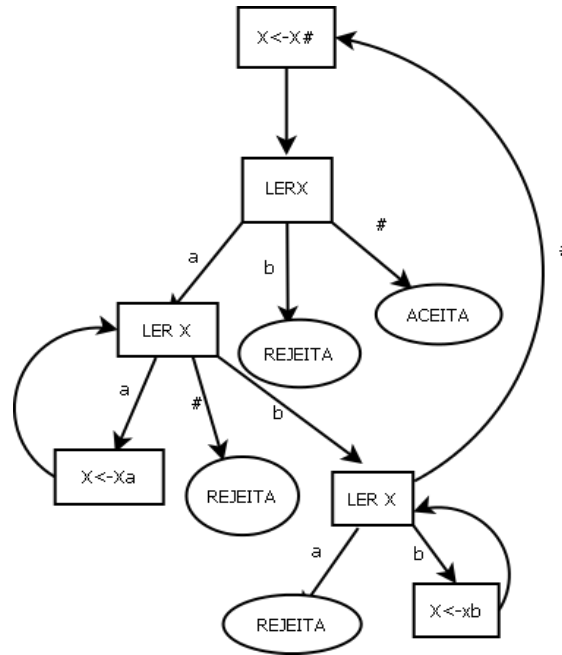 X<-X#
LERX
a
b
#
LER X
REJEITA
ACEITA
a
#
b
X<-Xa
REJEITA
LER X
a
b
X<-xb
REJEITA